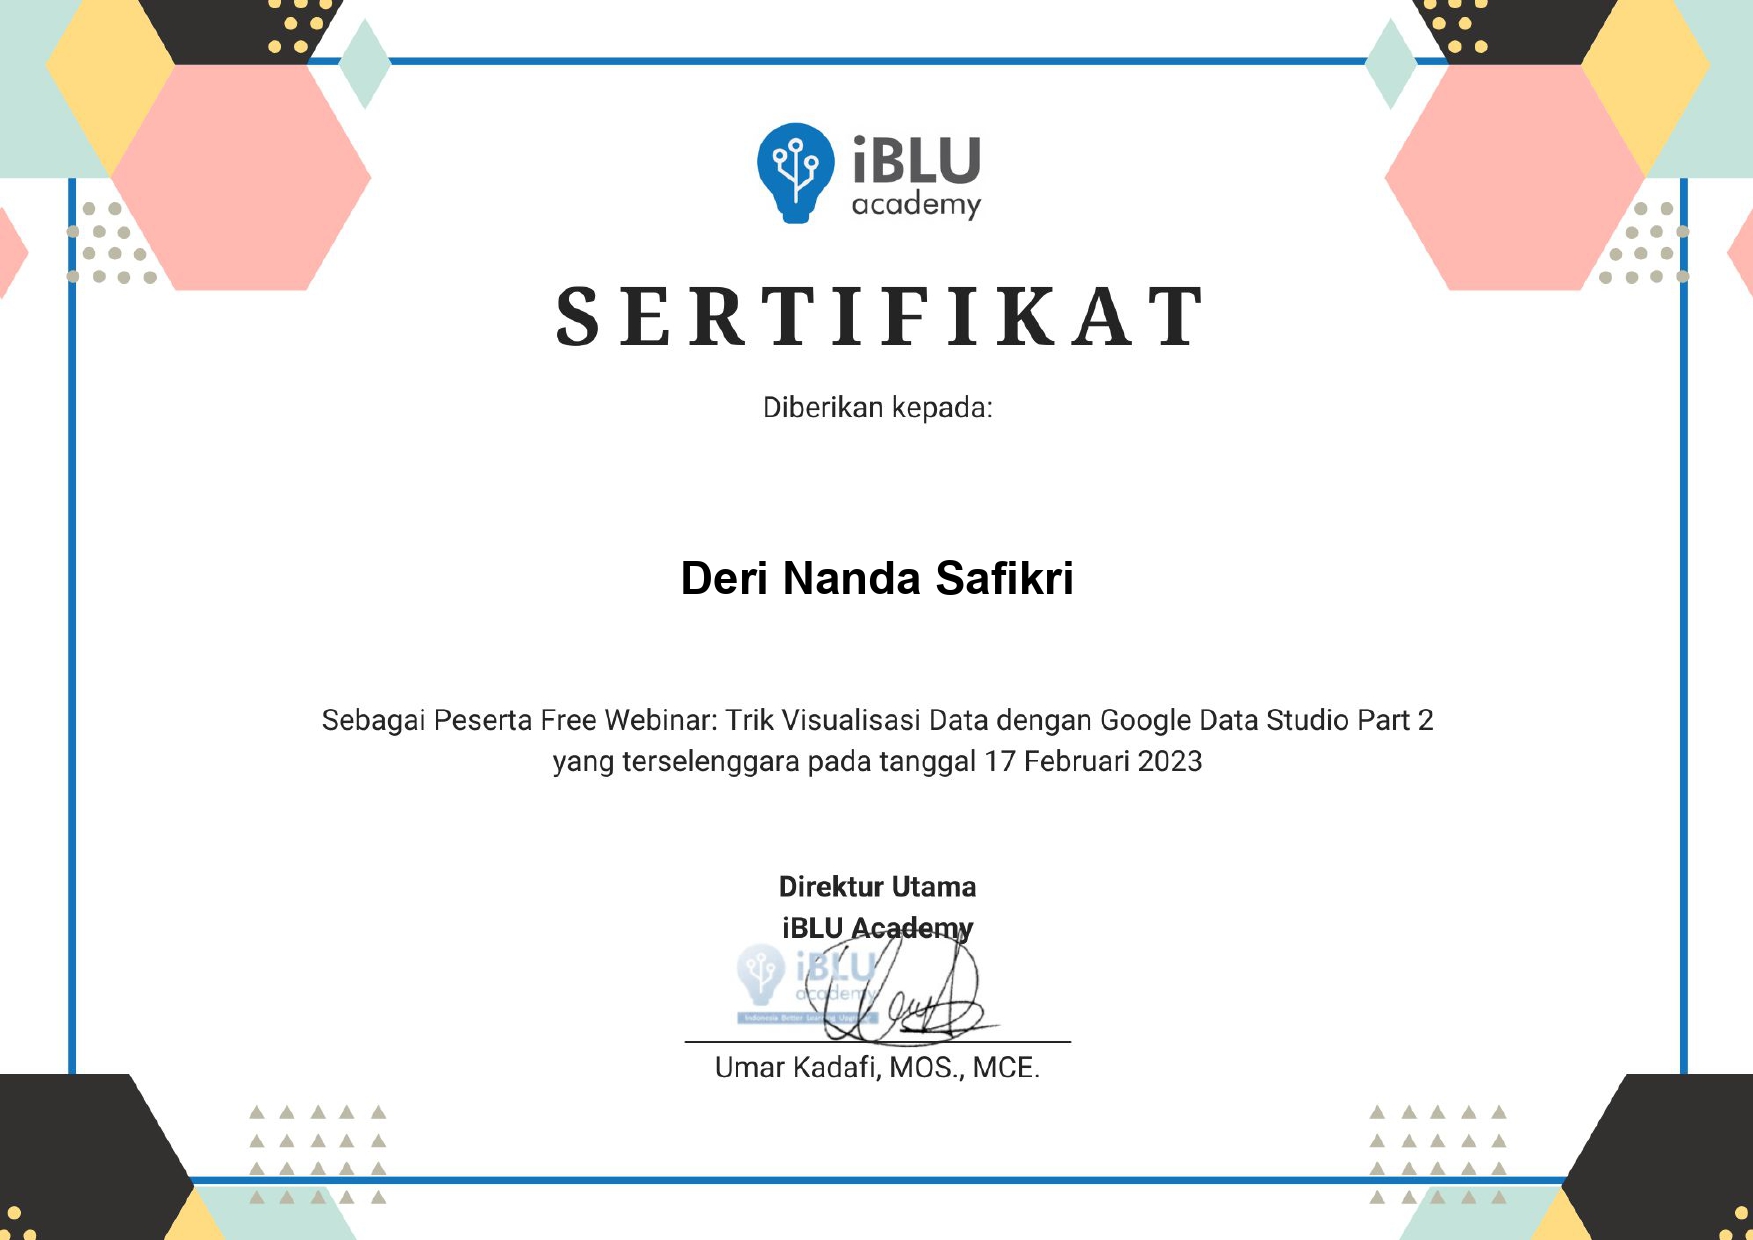 iBLU
academy
SERTIFIKAT
Diberikan kepada:
Deri Nanda Safikri
Sebagai Peserta Free Webinar: Trik Visualisasi Data dengan Google Data Studio Part 2
yang terselenggara pada tanggal 17 Februari 2023
Direktur Utama
iBLU Academy
iBLU
academy
Indonesia Better Learning
Umar Kadafi, MOS., MCE.